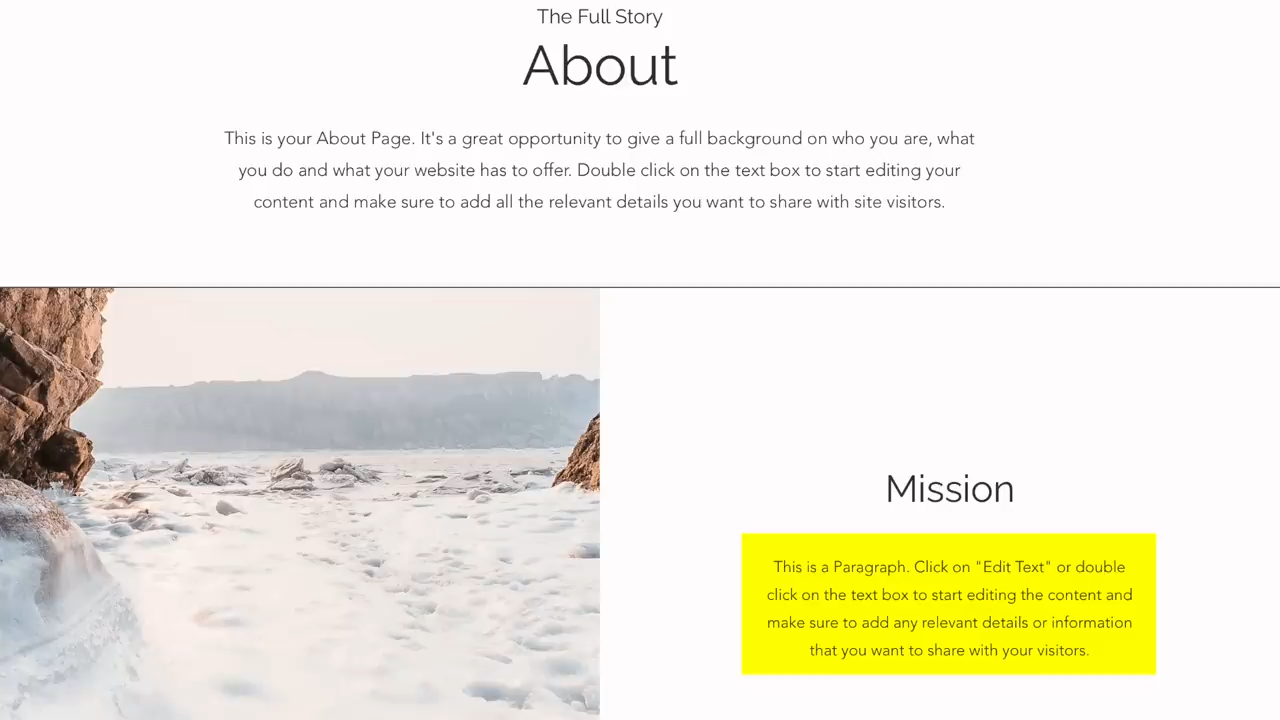 The Full Story
About
This is your About Page. It's a great opportunity to give a full background on who you are, what
you do and what your website has to offer. Double click on the text box to start editing your
content and make sure to add all the relevant details you want to share with site visitors.
Mission
This is a Paragraph. Click on "Edit Text" or double
click on the text box to start editing the content and
make sure to add any relevant details or information
that you want to share with your visitors.